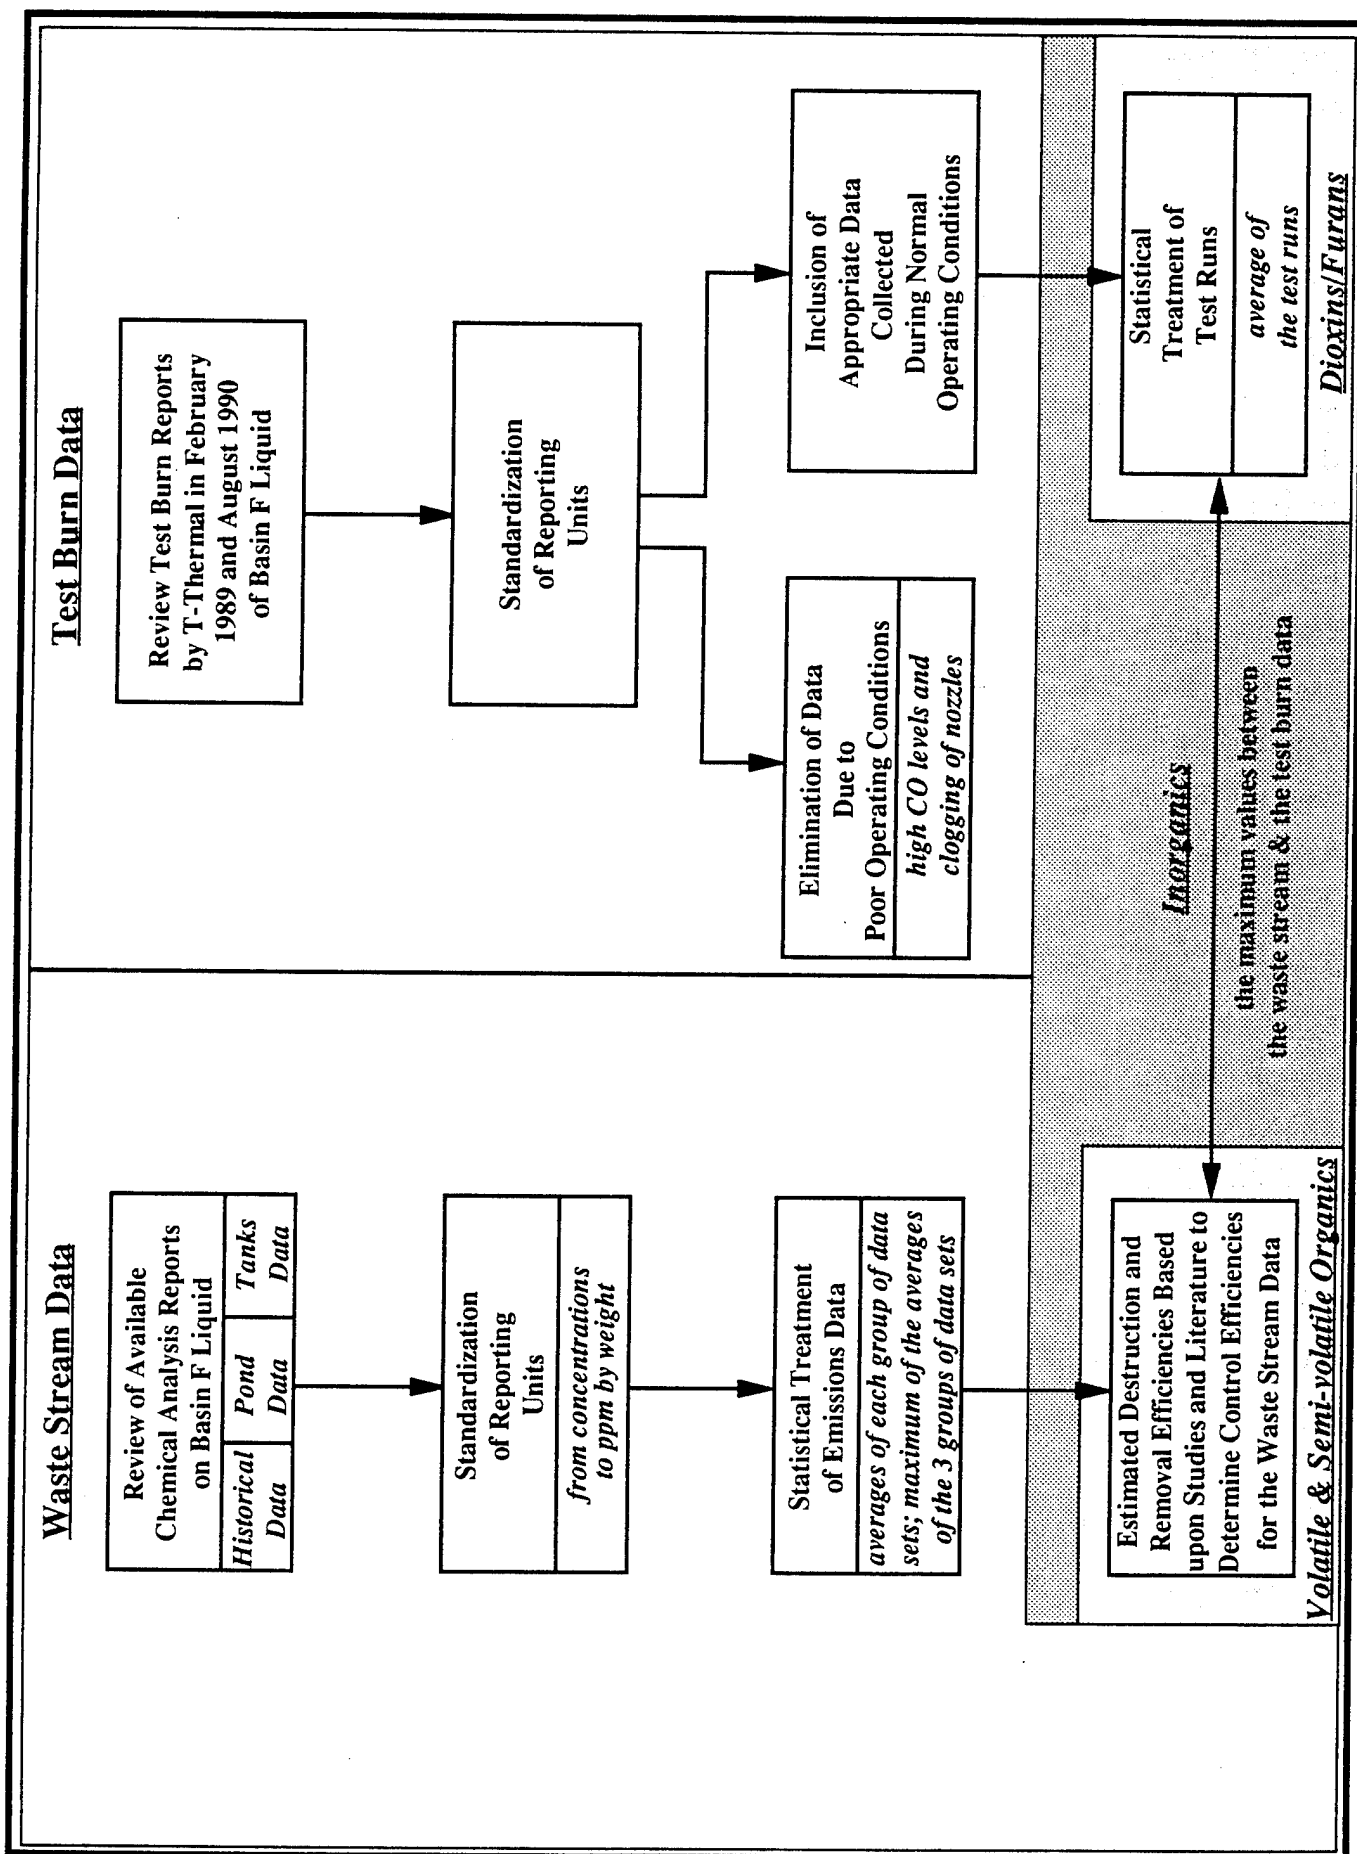 Waste Stream Data
Review of Available
Chemical Analysis Reports
on Basin F Liquid
Historical
Data
Pond
Data
Tanks
Data
Standardization
of Reporting
Units
from concentrations
to ppm by weight
Statistical Treatment
of Emissions Data
averages of each group of data
sets; maximum of the averages
of the 3 groups of data sets
Estimated Destruction and
Removal Efficiencies Based
upon Studies and Literature to
Determine Control Efficiencies
for the Waste Stream Data
Volatile & Semi-volatile Organics
Test Burn Data
Review Test Burn Reports
by T-Thermal in February
1989 and August 1990
of Basin F Liquid
Standardization
of Reporting
Units
Elimination of Data
Due to
Poor Operating Conditions
high CO levels and
clogging of nozzles
Inclusion of
Appropriate Data
Collected
During Normal
Operating Conditions
Inorganics
the maximum values between
the waste stream & the test burn data
Statistical
Treatment of
Test Runs
average of
the test runs
Dioxins/Furans